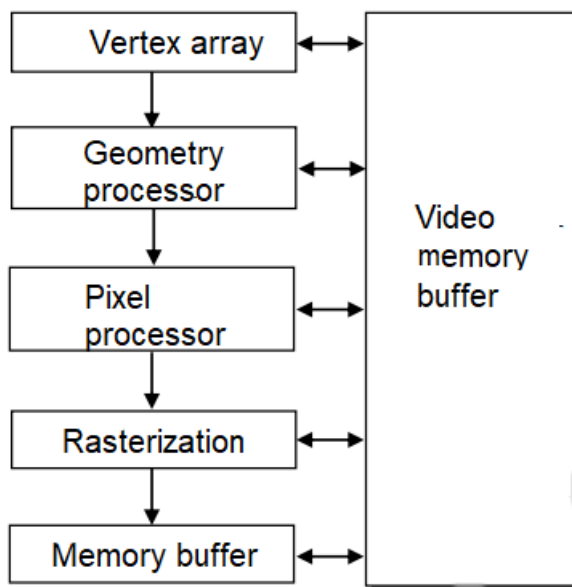 Vertex array
Geometry
processor
Pixel
processor
Rasterization
Memory buffer
Video
memory
buffer